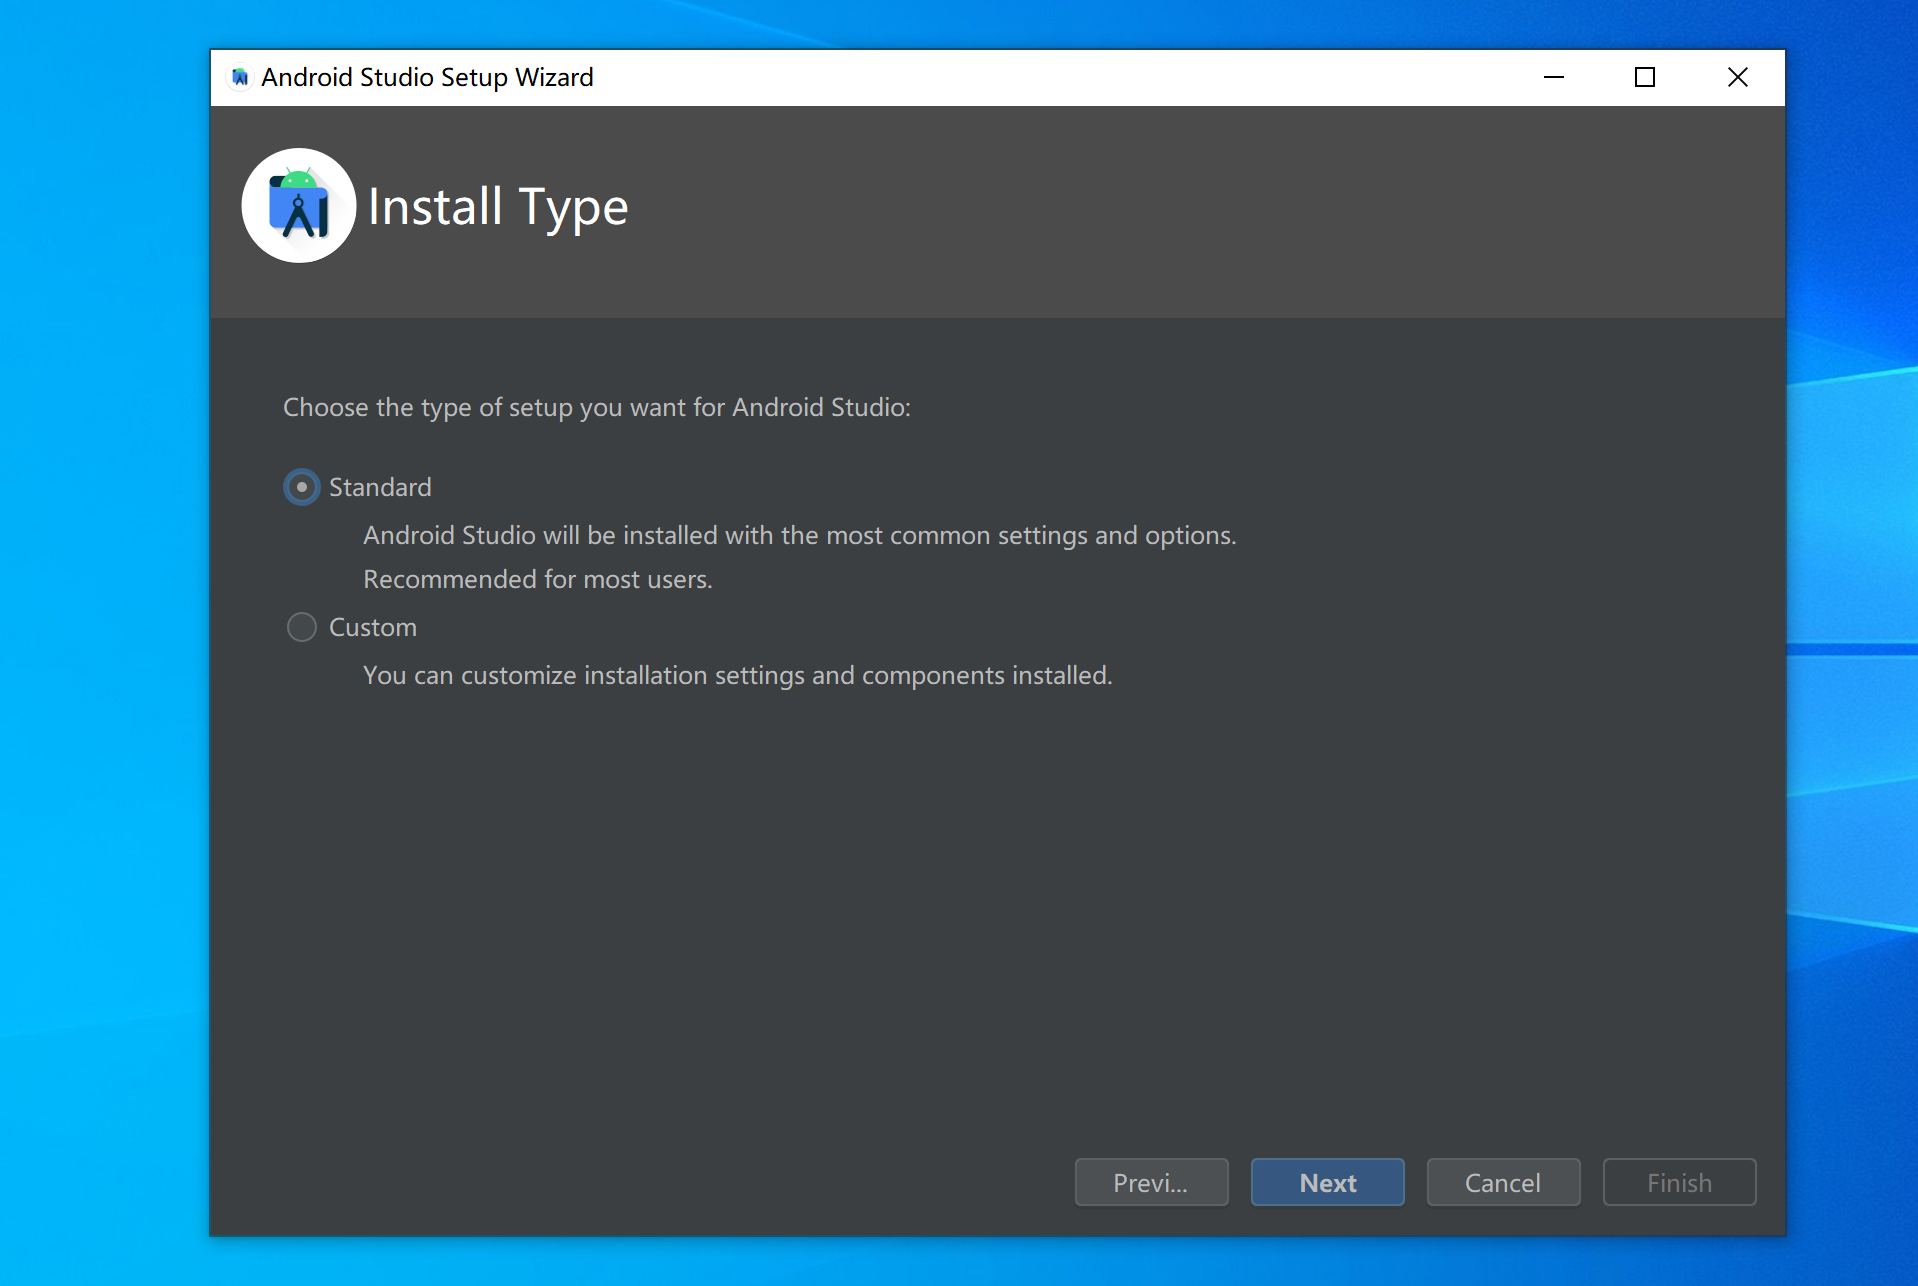 Android Studio Setup Wizard
Install Type
Choose the type of setup you want for Android Studio:
Standard
Android Studio will be installed with the most common settings and options.
Recommended for most users.
Custom
You can customize installation settings and components installed.
Previ... Next Cancel Finish